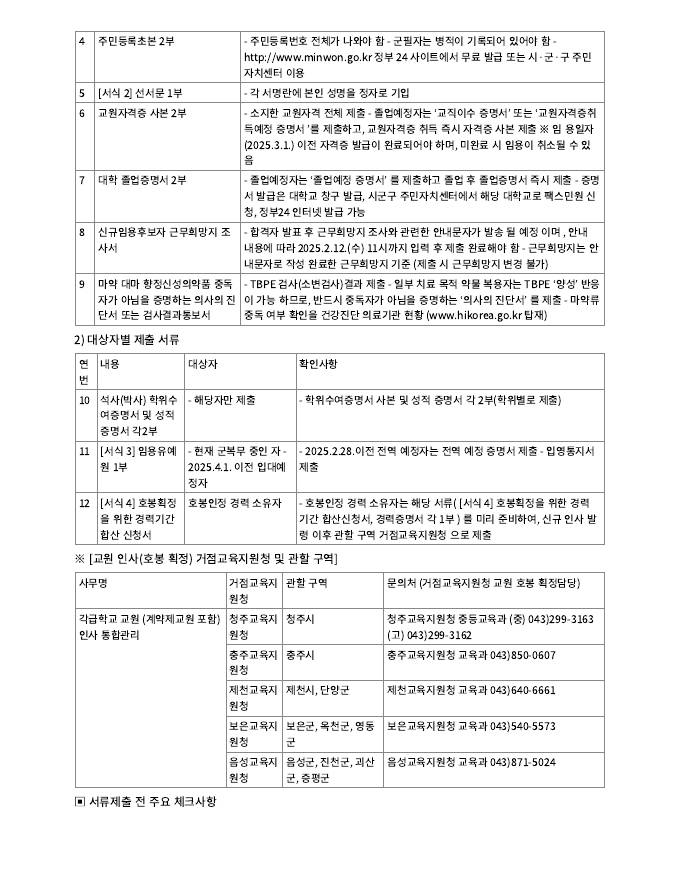 4 주민등록초본 2부 - 주민등록번호 전체가 나와야 함 - 군필자는 병적이 기록되어 있어야 함 -
http://www.minwon.go.kr 정부 24 사이트에서 무료 발급 또는 시·군·구 주민
자치센터 이용
5 [서식 2] 선서문 1부 - 각 서명란에 본인 성명을 정자로 기입
6 교원자격증 사본 2부 - 소지한 교원자격 전체 제출 - 졸업예정자는 ‘교직이수 증명서’ 또는 ‘교원자격증취
득예정 증명서 ’를 제출하고, 교원자격증 취득 즉시 자격증 사본 제출 ※ 임 용일자
(2025.3.1.) 이전 자격증 발급이 완료되어야 하며, 미완료 시 임용이 취소될 수 있
음
7 대학 졸업증명서 2부 - 졸업예정자는 ‘졸업예정 증명서’ 를 제출하고 졸업 후 졸업증명서 즉시 제출 - 증명
서 발급은 대학교 창구 발급, 시군구 주민자치센터에서 해당 대학교로 팩스민원 신
청, 정부24 인터넷 발급 가능
8 신규임용후보자 근무희망지 조 - 합격자 발표 후 근무희망지 조사와 관련한 안내문자가 발송 될 예정 이며 , 안내
사서 내용에 따라 2025.2.12.(수) 11시까지 입력 후 제출 완료해야 함 - 근무희망지는 안
내문자로 작성 완료한 근무희망지 기준 (제출 시 근무희망지 변경 불가)
9 마약 대마 향정신성의약품 중독 - TBPE 검사(소변검사)결과 제출 - 일부 치료 목적 약물 복용자는 TBPE ‘양성’ 반응
자가 아님을 증명하는 의사의 진 이 가능 하므로, 반드시 중독자가 아님을 증명하는 ‘의사의 진단서’ 를 제출 - 마약류
단서 또는 검사결과통보서 중독 여부 확인을 건강진단 의료기관 현황 (www.hikorea.go.kr 탑재)
2) 대상자별 제출 서류
연 내용 대상자 확인사항
번
10 석사(박사) 학위수 - 해당자만 제출 - 학위수여증명서 사본 및 성적 증명서 각 2부(학위별로 제출)
여증명서 및 성적
증명서 각2부
11 [서식 3] 임용유예 - 현재 군복무 중인 자 - - 2025.2.28.이전 전역 예정자는 전역 예정 증명서 제출 - 입영통지서
원 1부 2025.4.1. 이전 입대예 제출
정자
12 [서식 4] 호봉획정 호봉인정 경력 소유자 - 호봉인정 경력 소유자는 해당 서류( [서식 4] 호봉획정을 위한 경력
을 위한 경력기간 기간 합산신청서, 경력증명서 각 1부 ) 를 미리 준비하여, 신규 인사 발
합산 신청서 령 이후 관할 구역 거점교육지원청 으로 제출
※ [교원 인사(호봉 획정) 거점교육지원청 및 관할 구역]
사무명 거점교육지 관할 구역 문의처 (거점교육지원청 교원 호봉 획정담당)
원청
각급학교 교원 (계약제교원 포함) 청주교육지 청주시 청주교육지원청 중등교육과 (중) 043)299-3163
인사 통합관리 원청 (고) 043)299-3162
충주교육지 충주시 충주교육지원청 교육과 043)850-0607
원청
제천교육지 제천시, 단양군 제천교육지원청 교육과 043)640-6661
원청
보은교육지 보은군, 옥천군, 영동 보은교육지원청 교육과 043)540-5573
원청 군
음성교육지 음성군, 진천군, 괴산 음성교육지원청 교육과 043)871-5024
원청 군, 증평군
▣ 서류제출 전 주요 체크사항